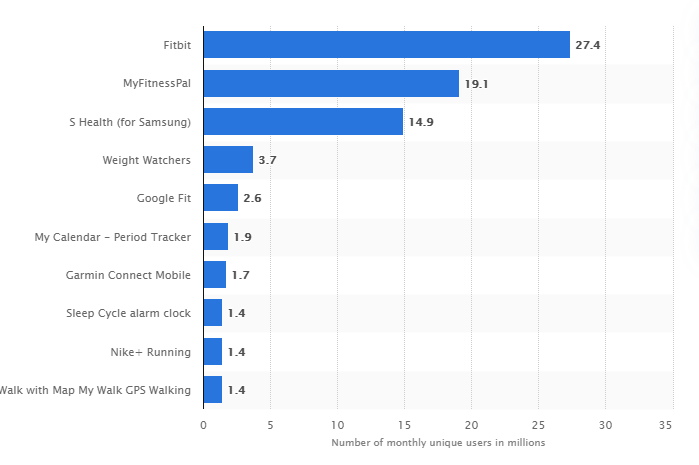 Fitbit 27.4
MyFitnessPal 19.1
S Health (for Samsung) 14.9
Weight Watchers 3.7
Google Fit 2.6
My Calendar – Period Tracker 1.9
Garmin Connect Mobile 1.7
Sleep Cycle alarm clock 1.4
Nike+ Running 1.4
Walk with Map My Walk GPS Walking 1.4
0 5 10 15 20 25 30 35
Number of monthly unique users in millions